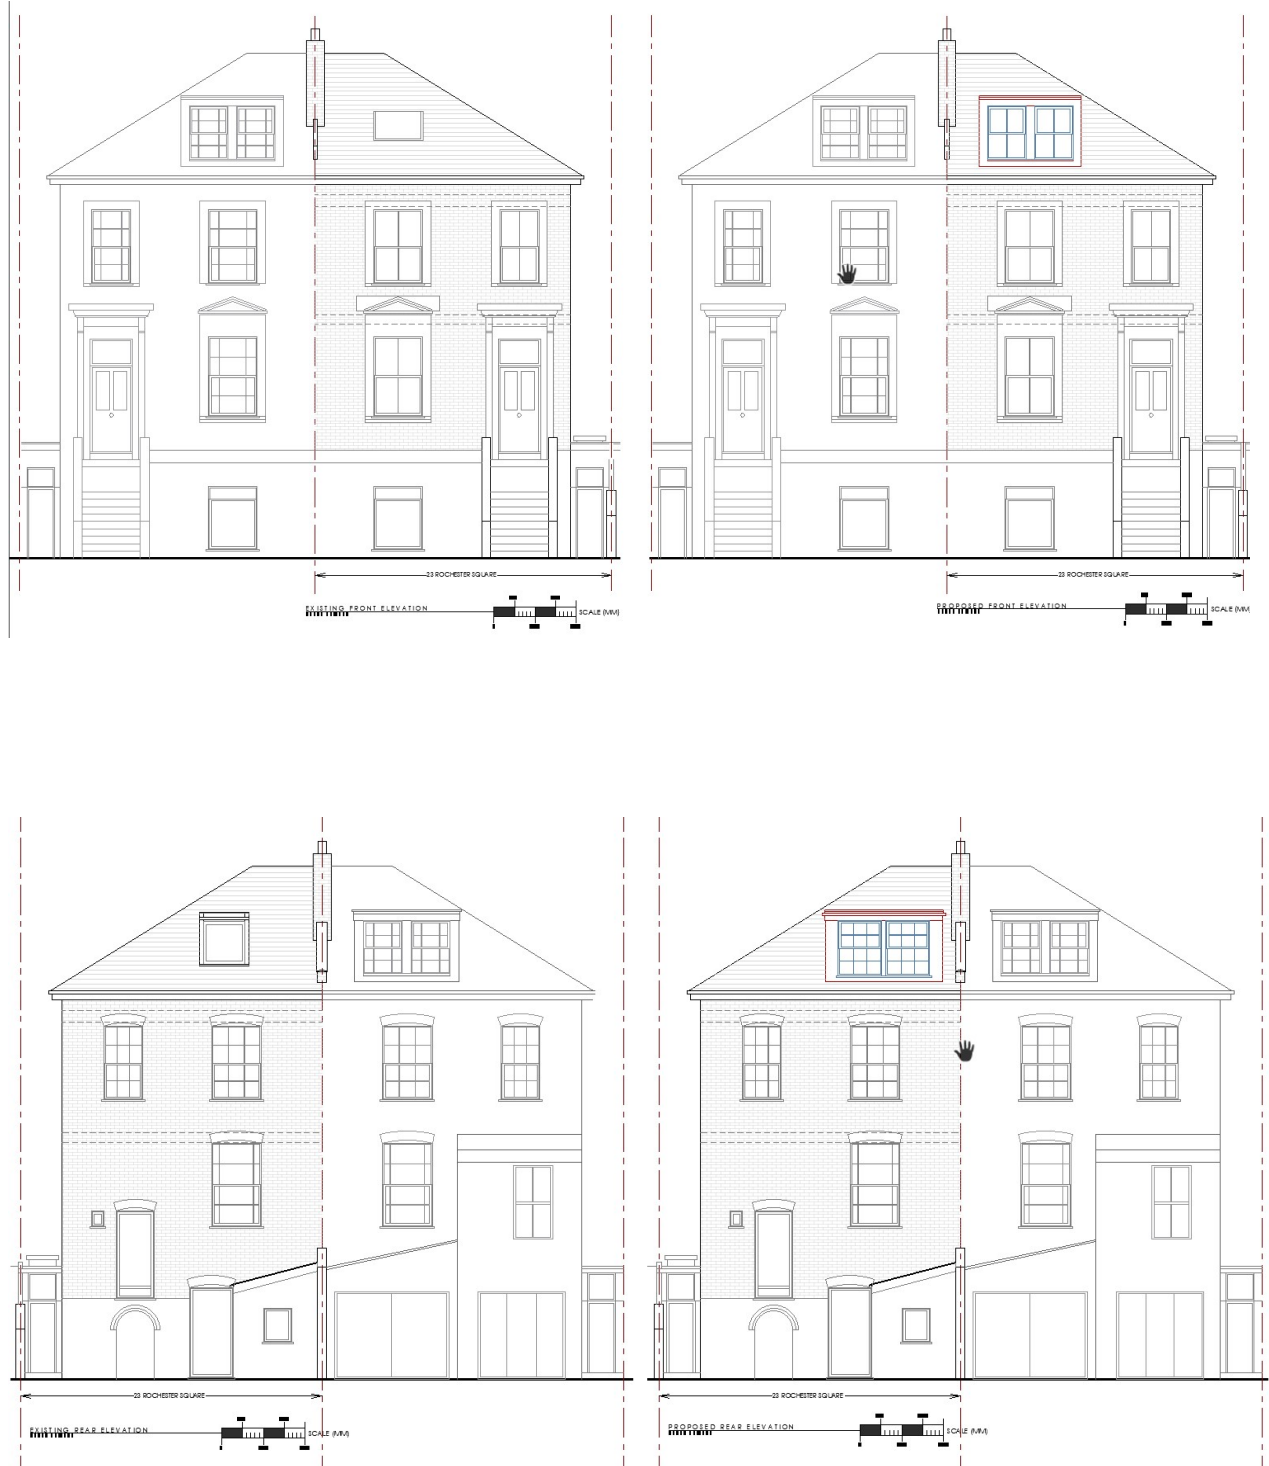 23 ROCHESTER SQUARE
23 ROCHESTER SQUARE
EXISTING FRONT ELEVATION
SCALE (MM)
PROPOSED FRONT ELEVATION
SCALE (MM)
23 ROCHESTER SQUARE
23 ROCHESTER SQUARE
EXISTING REAR ELEVATION
SCALE (MM)
PROPOSED REAR ELEVATION
SCALE (MM)